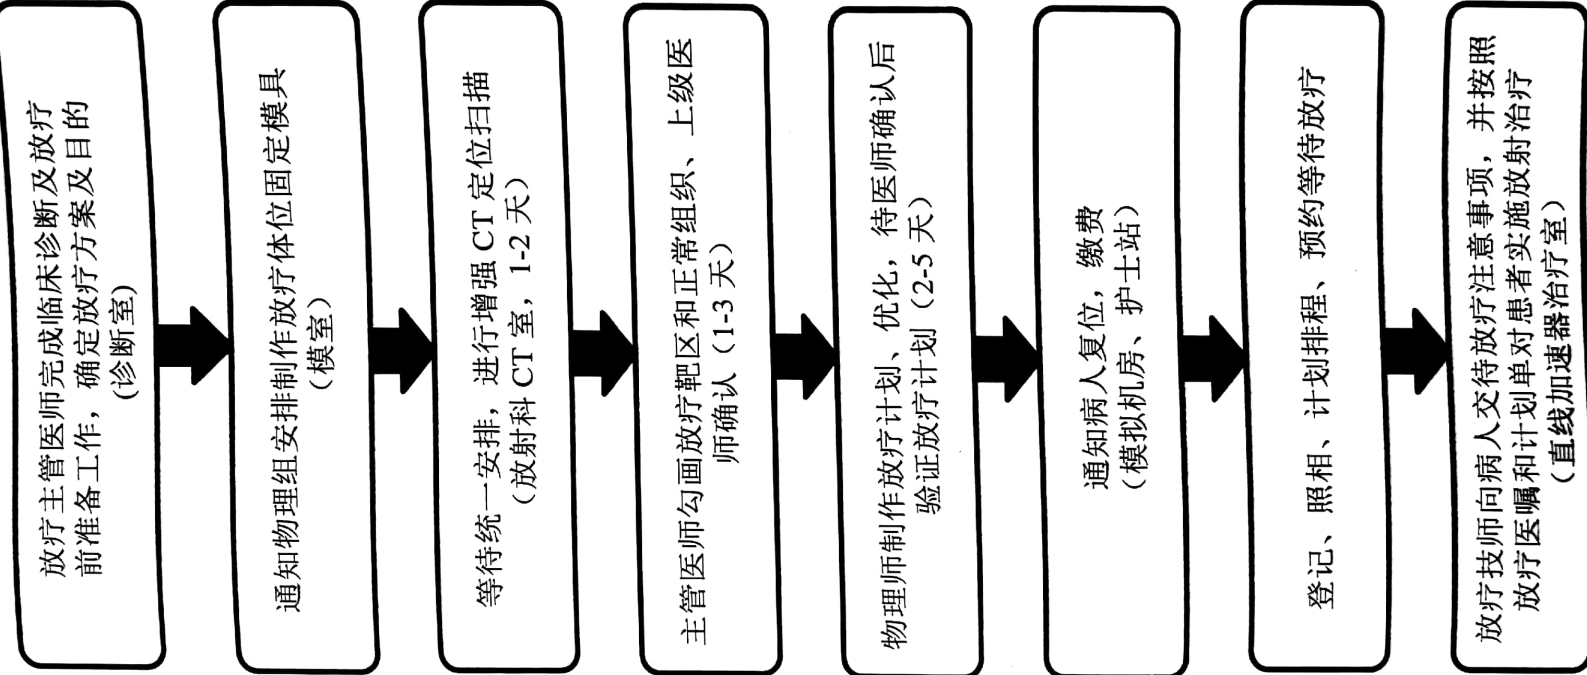 放疗主管医师完成临床诊断及放疗
前准备工作，确定放疗方案及目的
（诊断室）
通知物理组安排制作放疗体位固定模具
（模室）
等待统一安排，进行增强 CT 定位扫描
（放射科 CT 室，1-2 天）
主管医师勾画放疗靶区和正常组织、上级医
师确认（1-3 天）
物理师制作放疗计划、优化，待医师确认后
验证放疗计划（2-5 天）
通知病人复位，缴费
（模拟机房、护士站）
登记、照相、计划排程、预约等待放疗
放疗技师向病人交待放疗注意事项，并按照
放疗医嘱和计划单对患者实施放射治疗
（直线加速器治疗室）